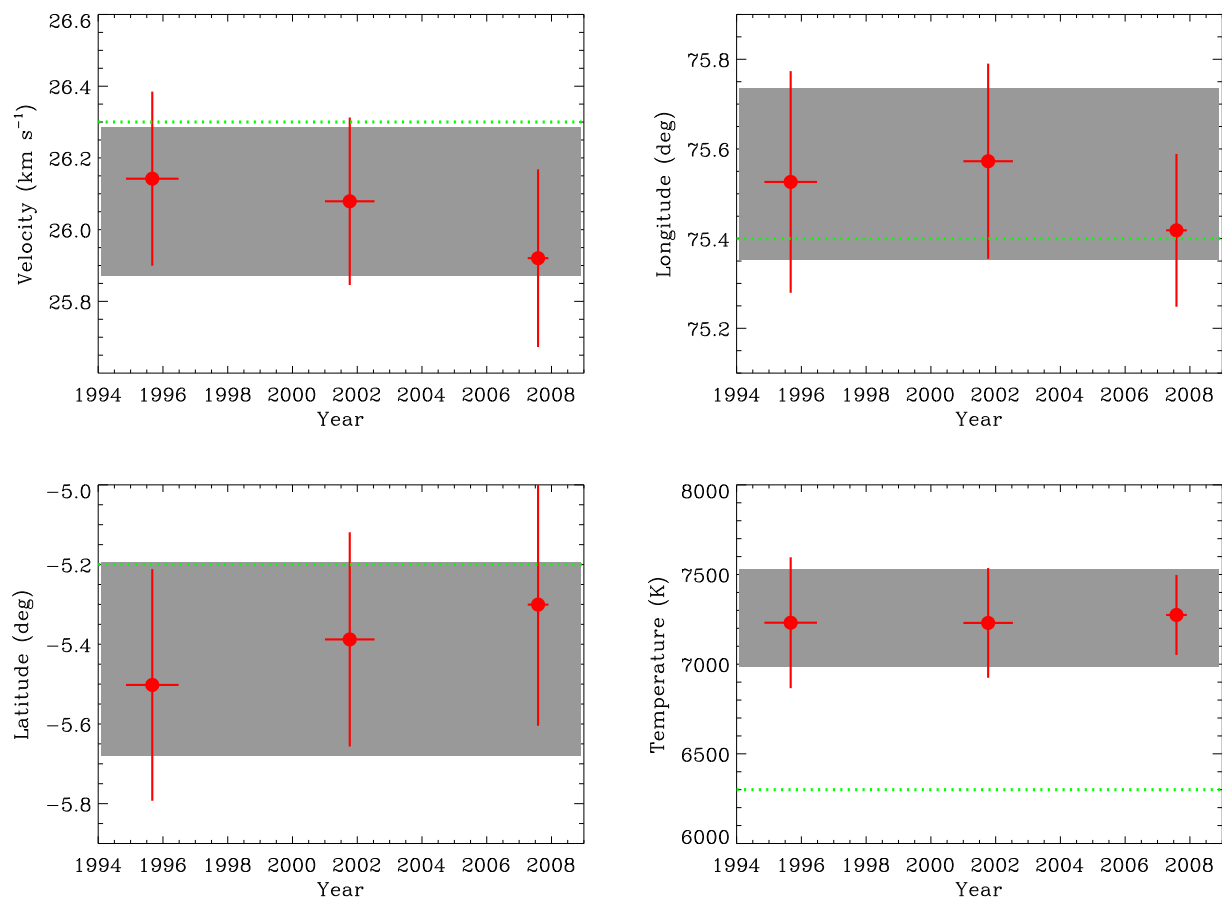 26.6
26.4
26.2
26.0
25.8
Velocity (km s⁻¹)
1994 1996 1998 2000 2002 2004 2006 2008
Year
75.8
75.6
75.4
75.2
Longitude (deg)
1994 1996 1998 2000 2002 2004 2006 2008
Year
−5.0
−5.2
−5.4
−5.6
−5.8
Latitude (deg)
1994 1996 1998 2000 2002 2004 2006 2008
Year
8000
7500
7000
6500
6000
Temperature (K)
1994 1996 1998 2000 2002 2004 2006 2008
Year